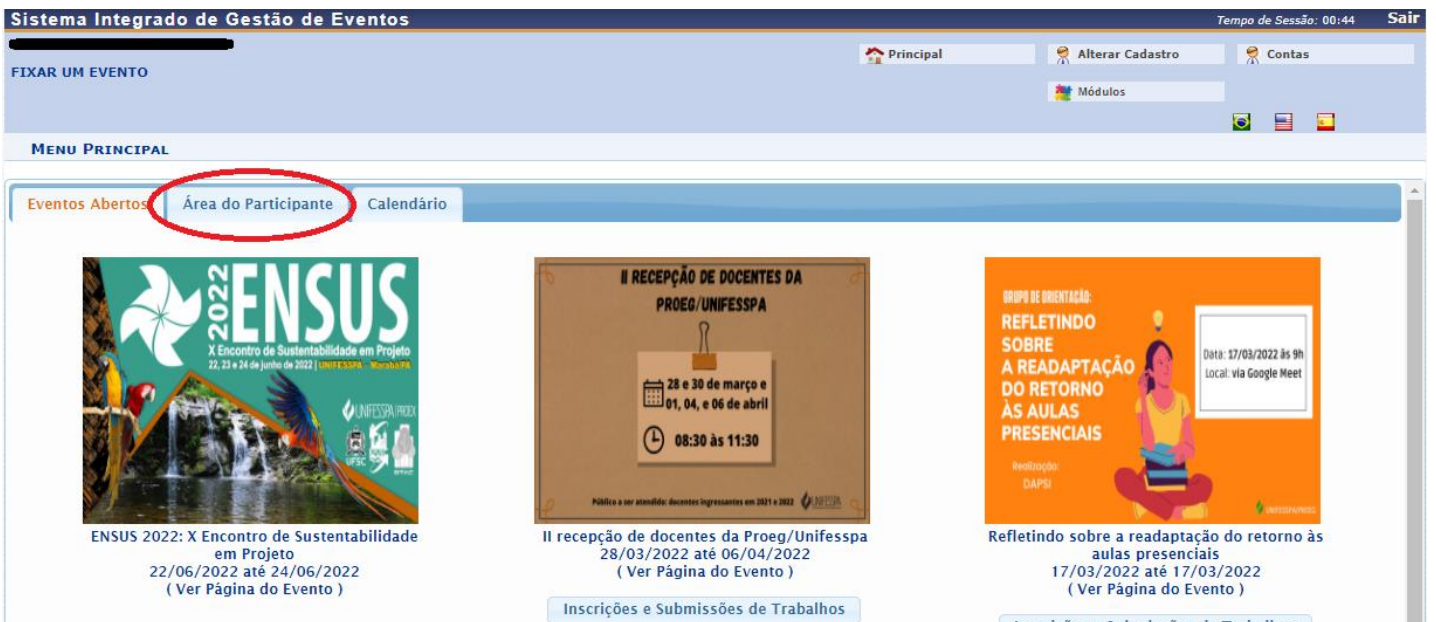 Sistema Integrado de Gestão de Eventos
Tempo de Sessão: 00:44
Sair
FIXAR UM EVENTO
Principal
Alterar Cadastro
Contas
Módulos
MENU PRINCIPAL
Eventos Abertos
Área do Participante
Calendário
2022
ENSUS
X Encontro de Sustentabilidade em Projeto
22, 23 e 24 de junho de 2022 | UNIFESSPA - Marabá/PA
UNIFESSPA|PROEX
UFSC
ENSUS 2022: X Encontro de Sustentabilidade
em Projeto
22/06/2022 até 24/06/2022
( Ver Página do Evento )
II RECEPÇÃO DE DOCENTES DA
PROEG/UNIFESSPA
28 e 30 de março e
01, 04, e 06 de abril
08:30 às 11:30
Público a ser atendido: docentes ingressantes em 2021 e 2022
UNIFESSPA
II recepção de docentes da Proeg/Unifesspa
28/03/2022 até 06/04/2022
( Ver Página do Evento )
Inscrições e Submissões de Trabalhos
GRUPO DE ORIENTAÇÃO:
REFLETINDO
SOBRE
A READAPTAÇÃO
DO RETORNO
ÀS AULAS
PRESENCIAIS
Data: 17/03/2022 às 9h
Local: via Google Meet
Realização:
DAPSI
Refletindo sobre a readaptação do retorno às
aulas presenciais
17/03/2022 até 17/03/2022
( Ver Página do Evento )